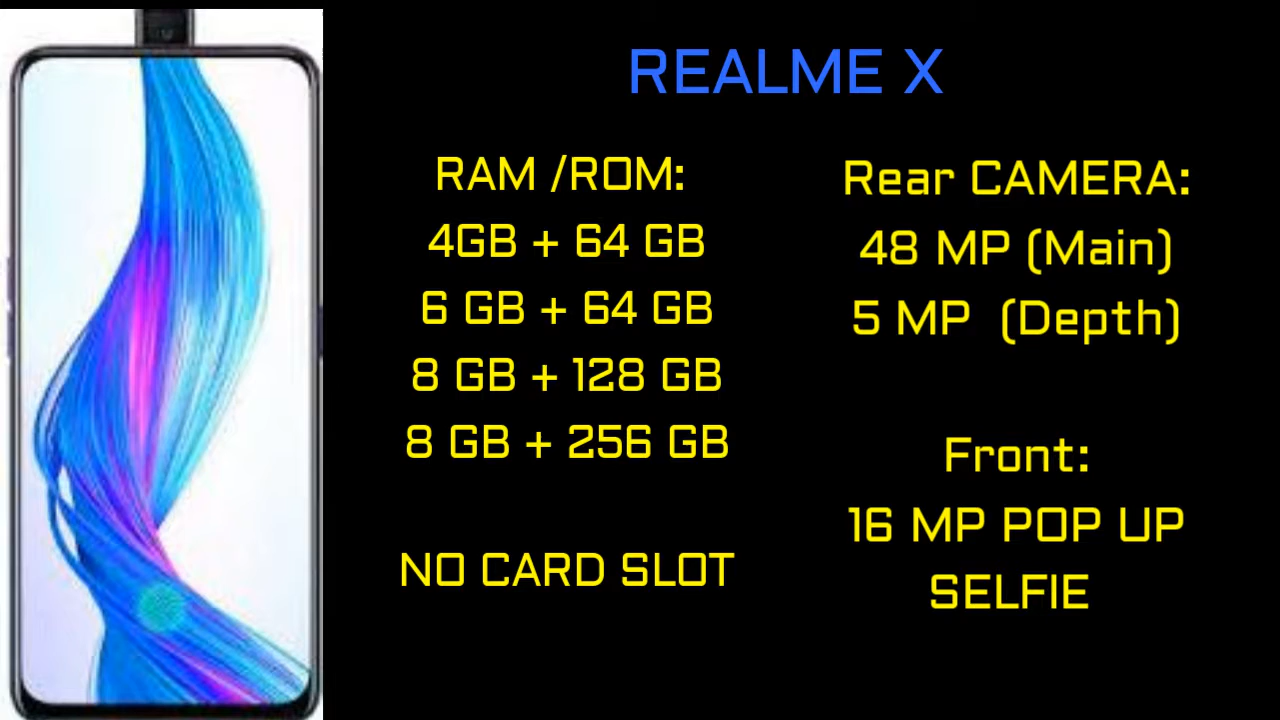 REALME X
RAM /ROM:
4GB + 64 GB
6 GB + 64 GB
8 GB + 128 GB
8 GB + 256 GB
NO CARD SLOT
Rear CAMERA:
48 MP (Main)
5 MP (Depth)
Front:
16 MP POP UP
SELFIE